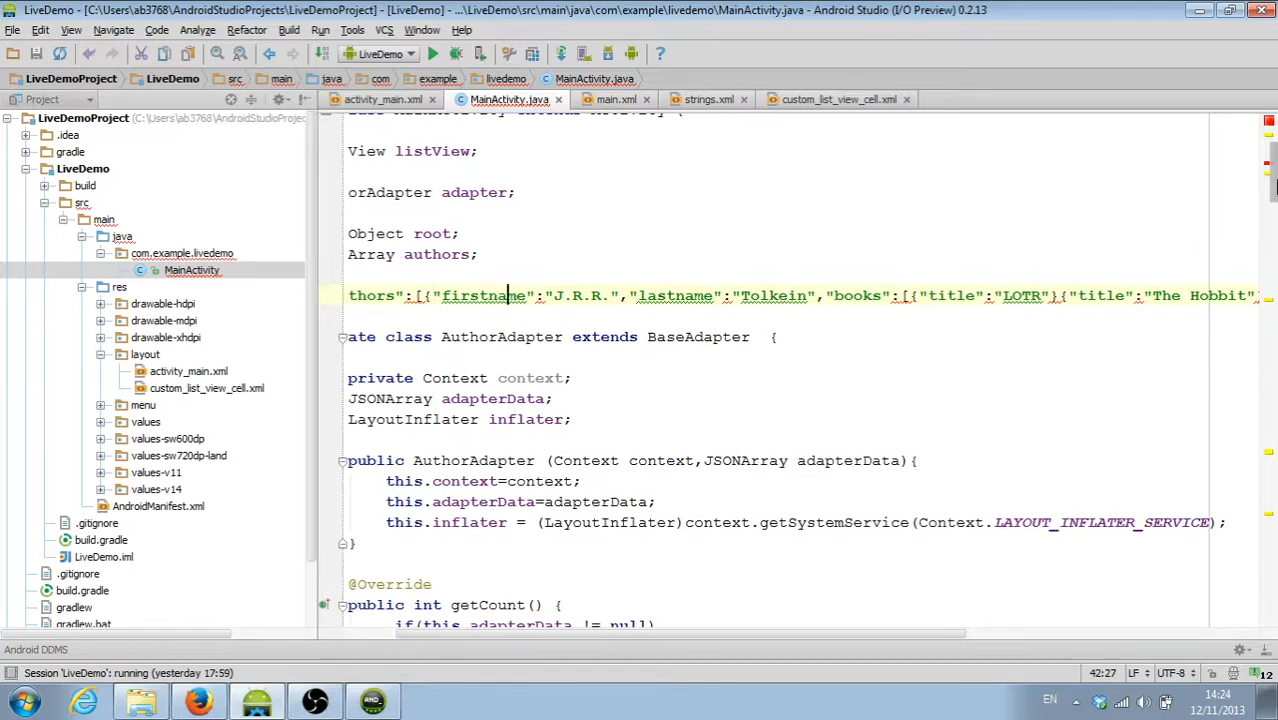 LiveDemo - [C:\Users\ab3768\AndroidStudioProjects\LiveDemoProject] - [LiveDemo] - ...\LiveDemo\src\main\java\com\example\livedemo\MainActivity.java - Android Studio (I/O Preview) 0.2.13
File Edit View Navigate Code Analyze Refactor Build Run Tools VCS Window Help
LiveDemo
LiveDemoProject LiveDemo src main java com example livedemo MainActivity.java
Project activity_main.xml MainActivity.java main.xml strings.xml custom_list_view_cell.xml
LiveDemoProject (C:\Users\ab3768\AndroidStudioProjec
.idea
gradle
LiveDemo
build
src
main
java
com.example.livedemo
MainActivity
res
drawable-hdpi
drawable-mdpi
drawable-xhdpi
layout
activity_main.xml
custom_list_view_cell.xml
menu
values
values-sw600dp
values-sw720dp-land
values-v11
values-v14
AndroidManifest.xml
.gitignore
build.gradle
LiveDemo.iml
.gitignore
build.gradle
gradlew
gradlew.bat
View listView;
orAdapter adapter;
Object root;
Array authors;
thors":[{"firstname":"J.R.R.","lastname":"Tolkein","books":[{"title":"LOTR"}{"title":"The Hobbit"
ate class AuthorAdapter extends BaseAdapter {
private Context context;
JSONArray adapterData;
LayoutInflater inflater;
public AuthorAdapter (Context context,JSONArray adapterData){
this.context=context;
this.adapterData=adapterData;
this.inflater = (LayoutInflater)context.getSystemService(Context.LAYOUT_INFLATER_SERVICE);
}
@Override
public int getCount() {
if(this.adapterData != null)
Android DDMS
Session 'LiveDemo': running (yesterday 17:59) 42:27 LF UTF-8 12
EN 14:24
12/11/2013